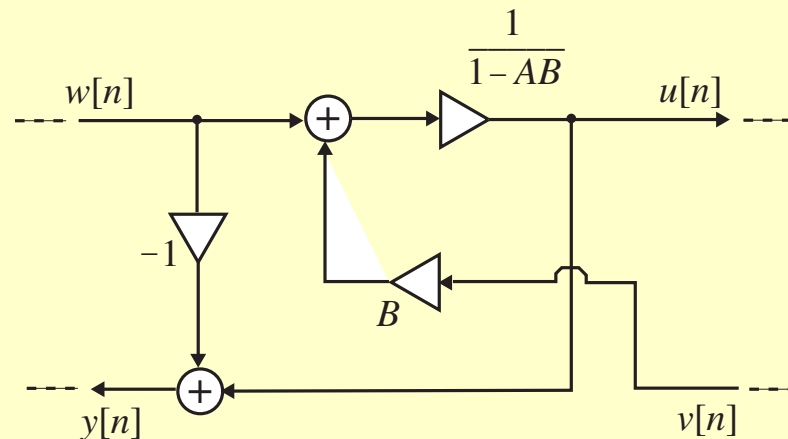 1
1 – AB
w[n]
u[n]
+
–1
B
+
y[n]
v[n]